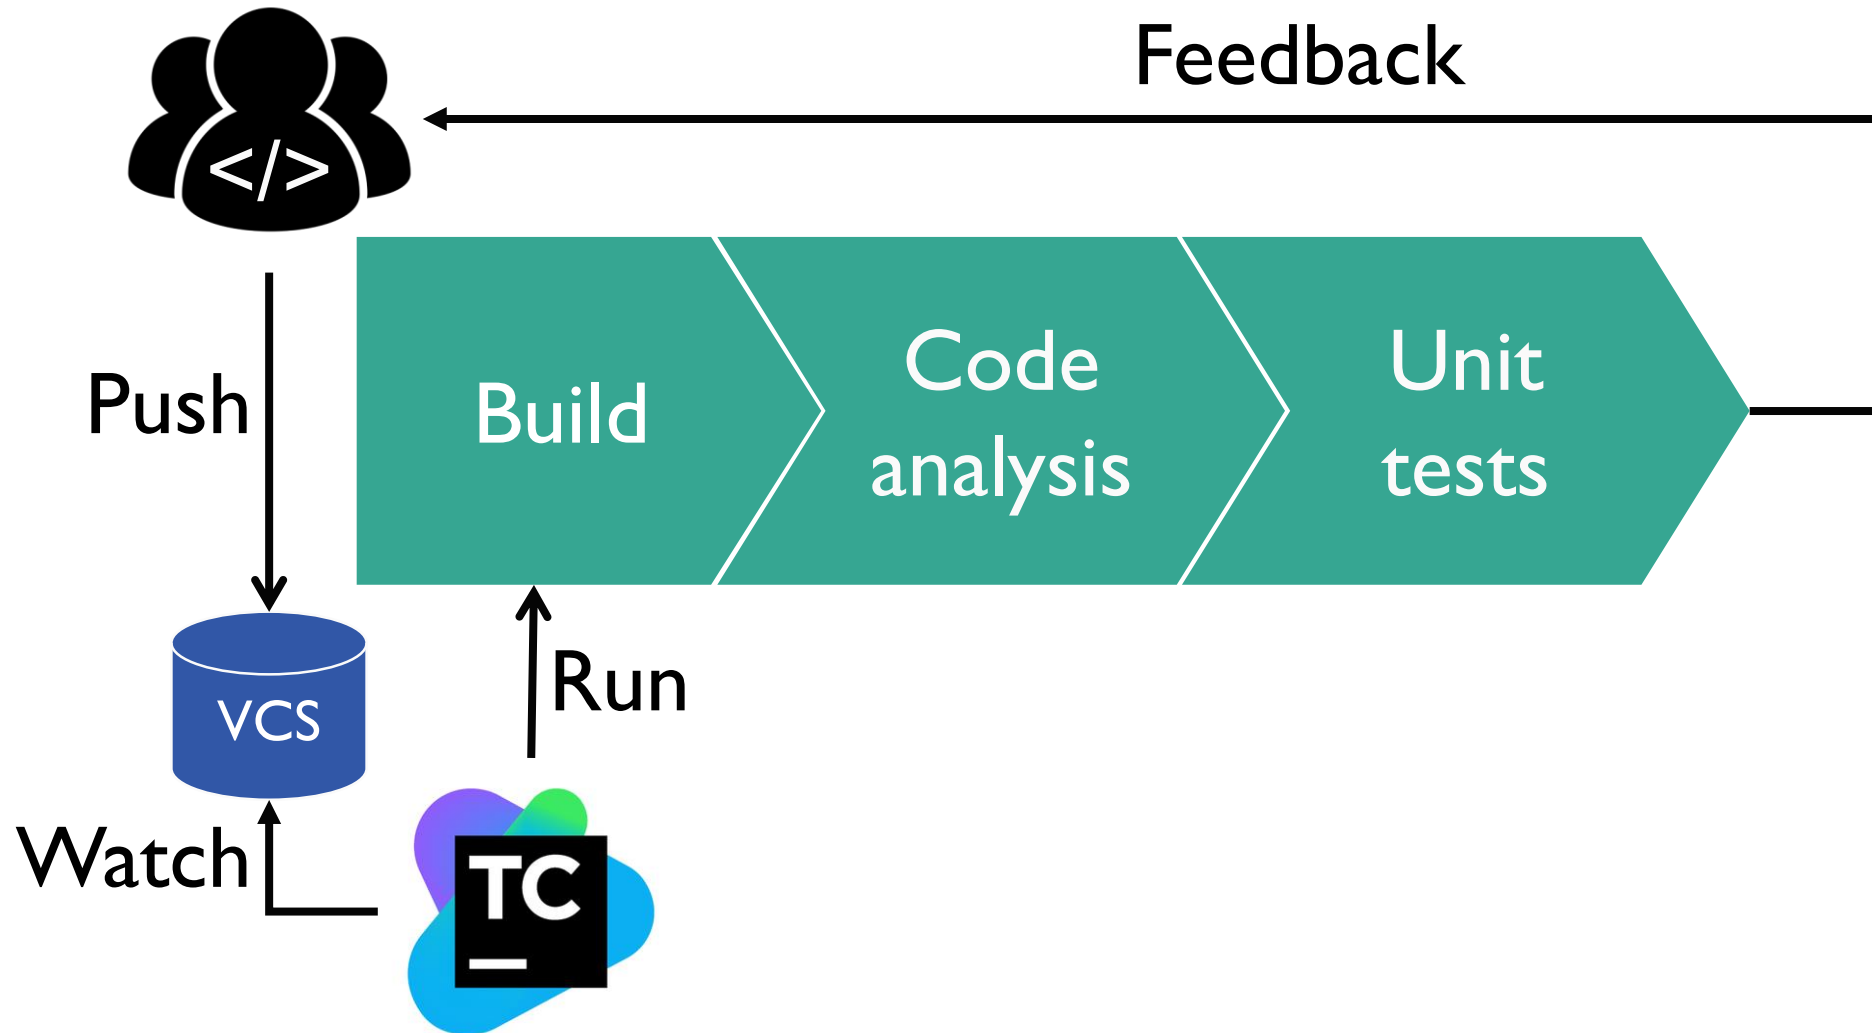 Feedback
</>
Push
Build
Code
analysis
Unit
tests
Run
VCS
Watch
TC